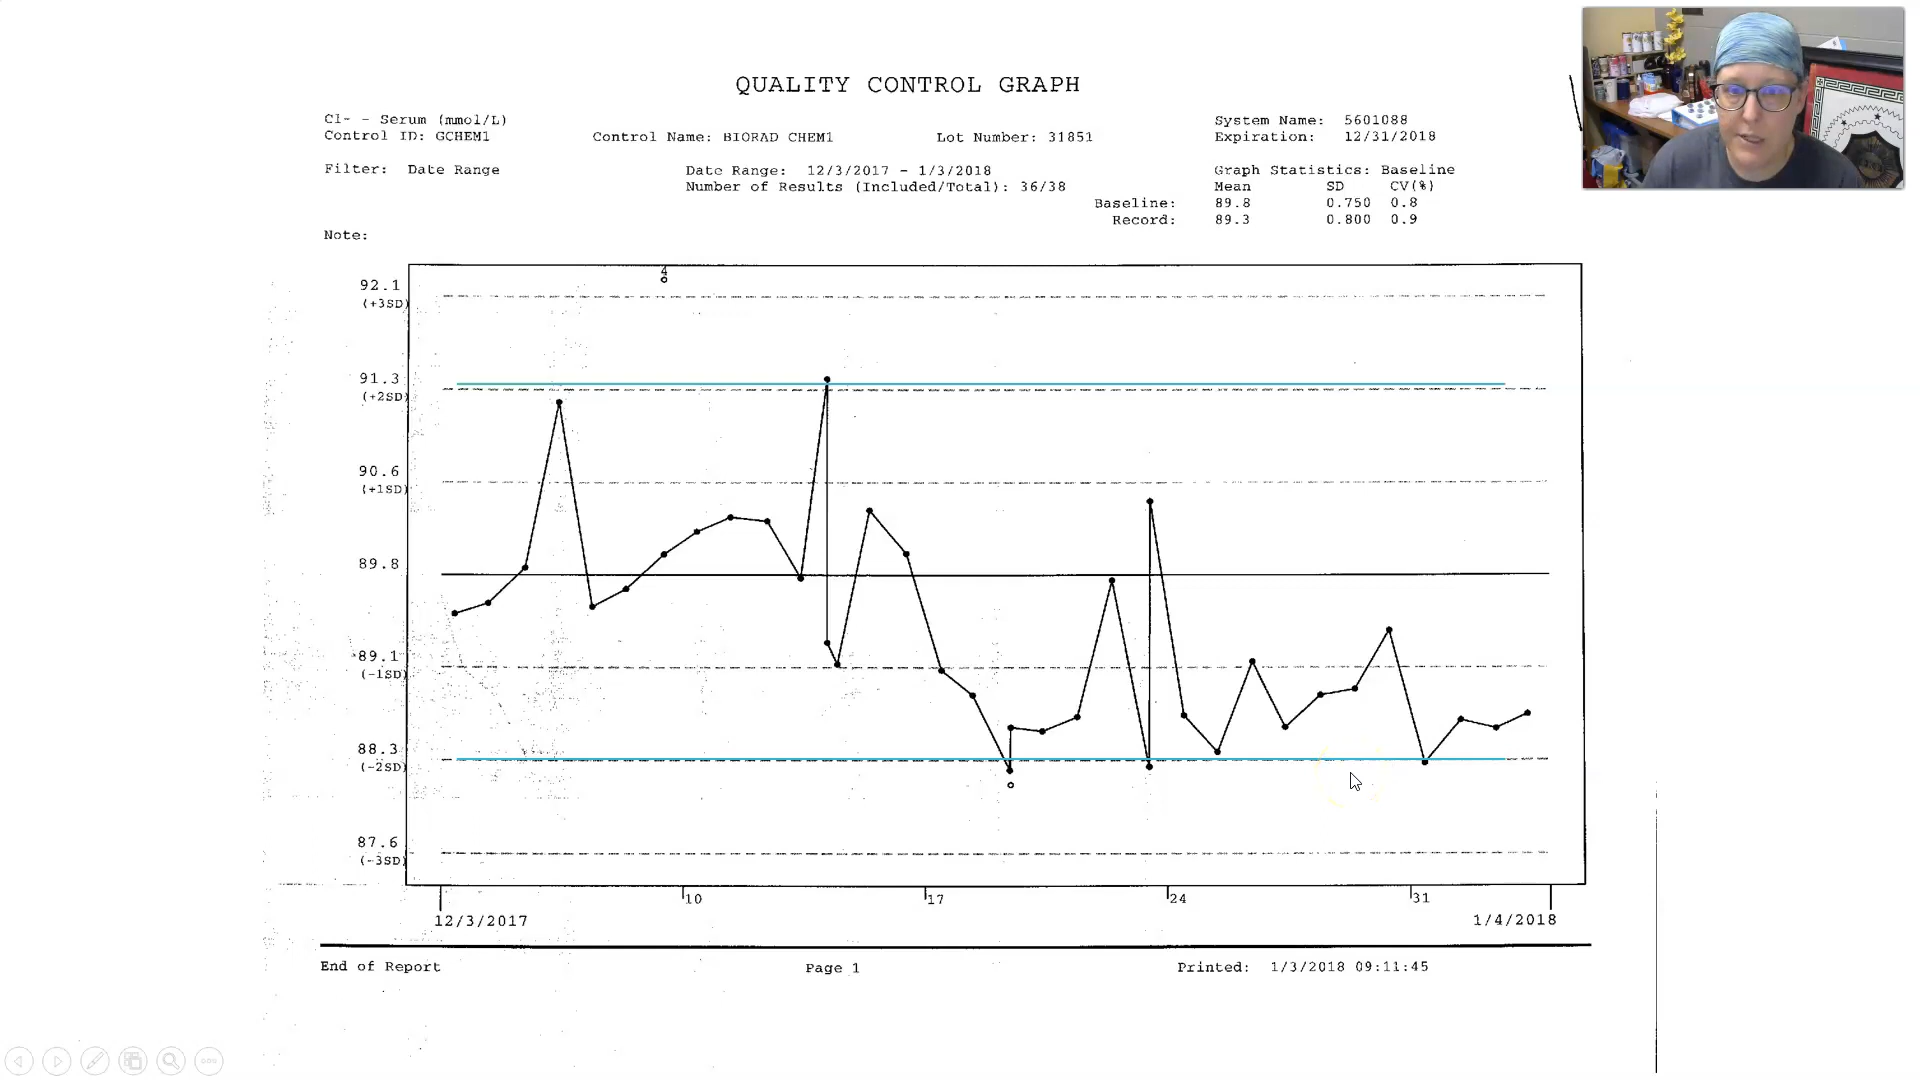 QUALITY CONTROL GRAPH
Cl- - Serum (mmol/L)
Control ID: GCHEM1
Control Name: BIORAD CHEM1
Lot Number: 31851
System Name: 5601088
Expiration: 12/31/2018
Filter: Date Range
Date Range: 12/3/2017 - 1/3/2018
Number of Results (Included/Total): 36/38
Graph Statistics: Baseline
Mean SD CV(%)
Baseline: 89.8 0.750 0.8
Record: 89.3 0.800 0.9
Note:
4
92.1
(+3SD)
91.3
(+2SD)
90.6
(+1SD)
89.8
89.1
(-1SD)
88.3
(-2SD)
87.6
(-3SD)
10 17 24 31
12/3/2017 1/4/2018
End of Report Page 1 Printed: 1/3/2018 09:11:45